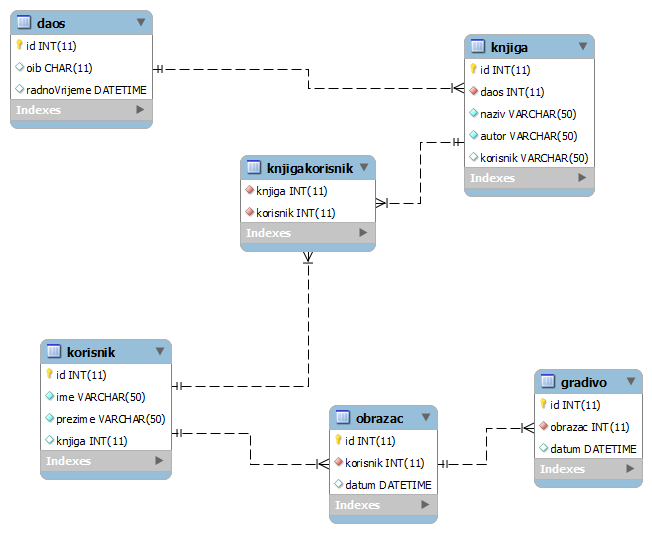 daos
id INT(11)
oib CHAR(11)
radnoVrijeme DATETIME
Indexes
knjiga
id INT(11)
daos INT(11)
naziv VARCHAR(50)
autor VARCHAR(50)
korisnik VARCHAR(50)
Indexes
knjigakorisnik
knjiga INT(11)
korisnik INT(11)
Indexes
korisnik
id INT(11)
ime VARCHAR(50)
prezime VARCHAR(50)
knjiga INT(11)
Indexes
obrazac
id INT(11)
korisnik INT(11)
datum DATETIME
Indexes
gradivo
id INT(11)
obrazac INT(11)
datum DATETIME
Indexes